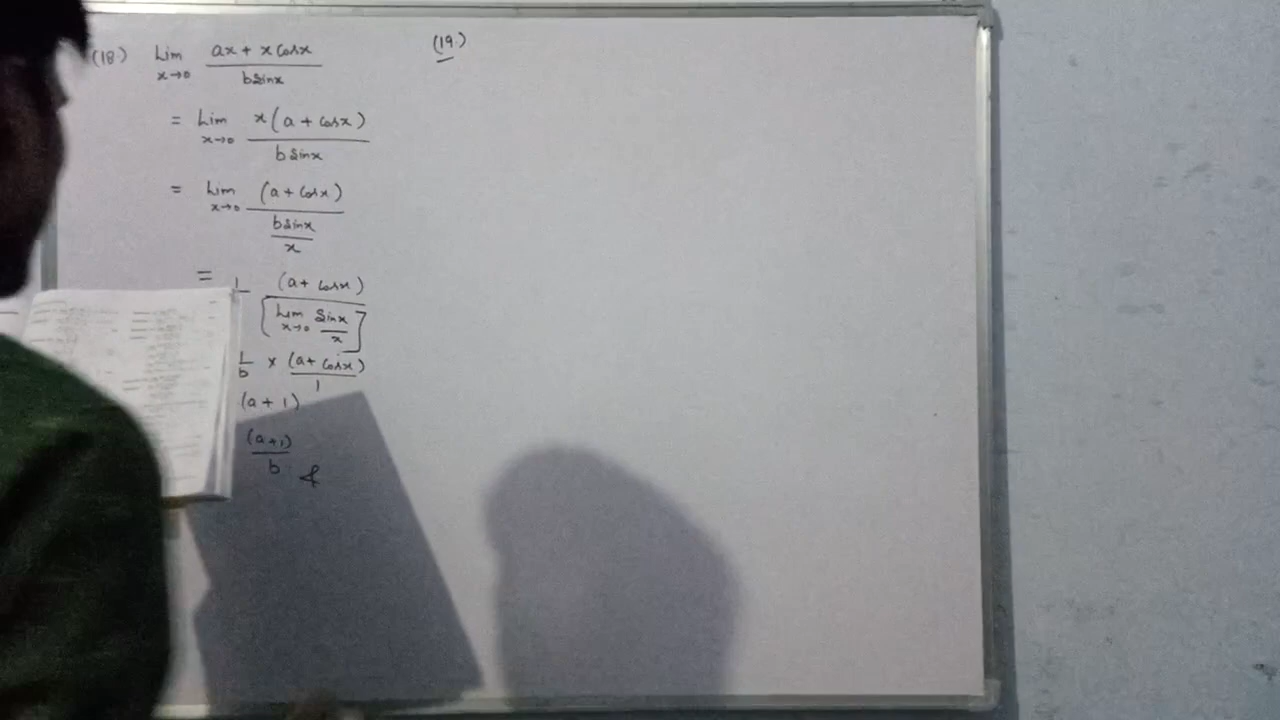 (18) Lim x→0 ax + x Cosx / bSinx
= Lim x→0 x(a + cosx) / b Sinx
= Lim x→0 (a + Cosx) / bSinx / x
= 1 (a + cosx) / [Lim x→0 Sinx / x]
1/b × (a + cosx) / 1
(a + 1)
(a+1) / b
(19.)